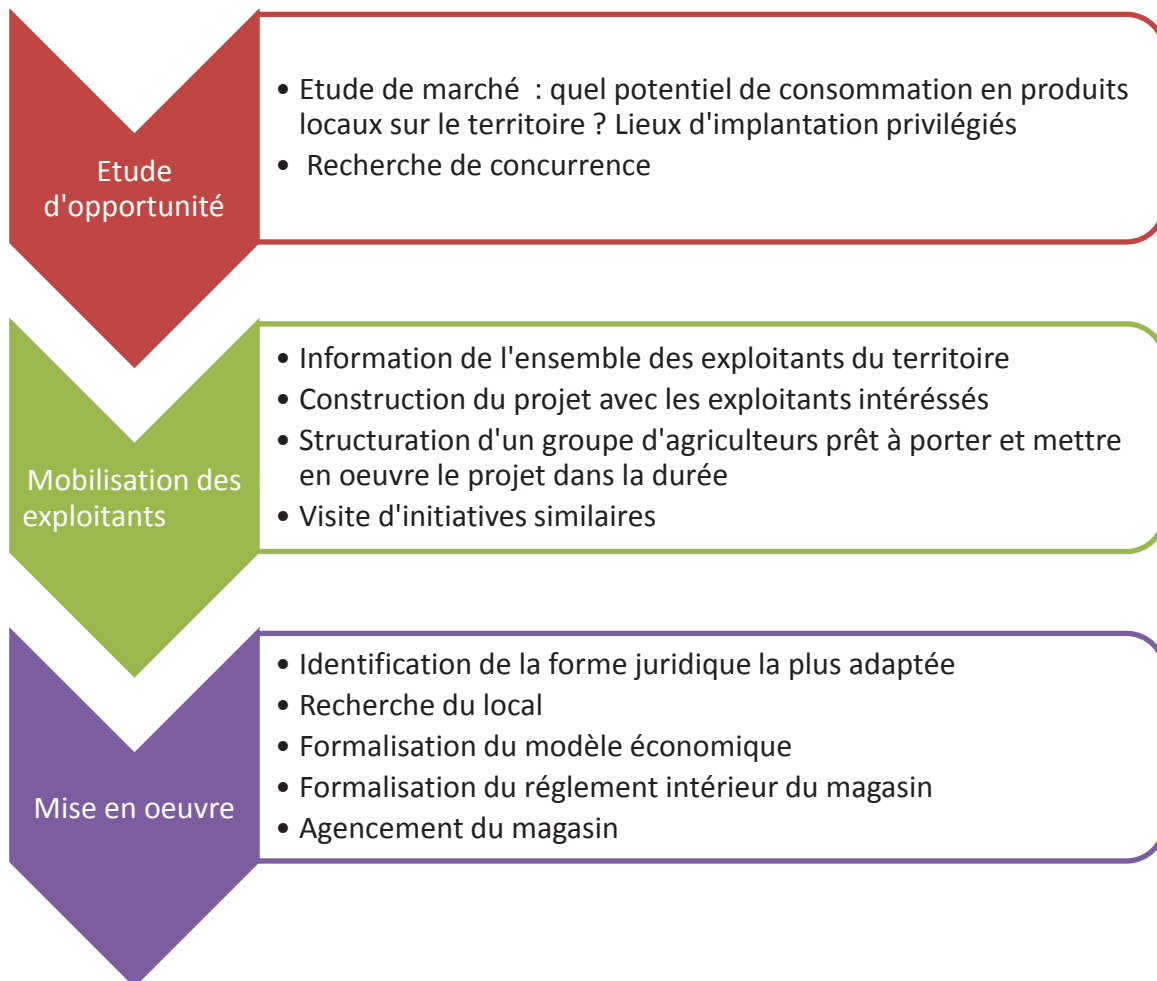 Etude
d'opportunité
• Etude de marché  : quel potentiel de consommation en produits
locaux sur le territoire ? Lieux d'implantation privilégiés
•  Recherche de concurrence
Mobilisation des
exploitants
• Information de l'ensemble des exploitants du territoire
• Construction du projet avec les exploitants intéréssés
• Structuration d'un groupe d'agriculteurs prêt à porter et mettre
en oeuvre le projet dans la durée
• Visite d'initiatives similaires
Mise en oeuvre
• Identification de la forme juridique la plus adaptée
• Recherche du local
• Formalisation du modèle économique
• Formalisation du réglement intérieur du magasin
• Agencement du magasin